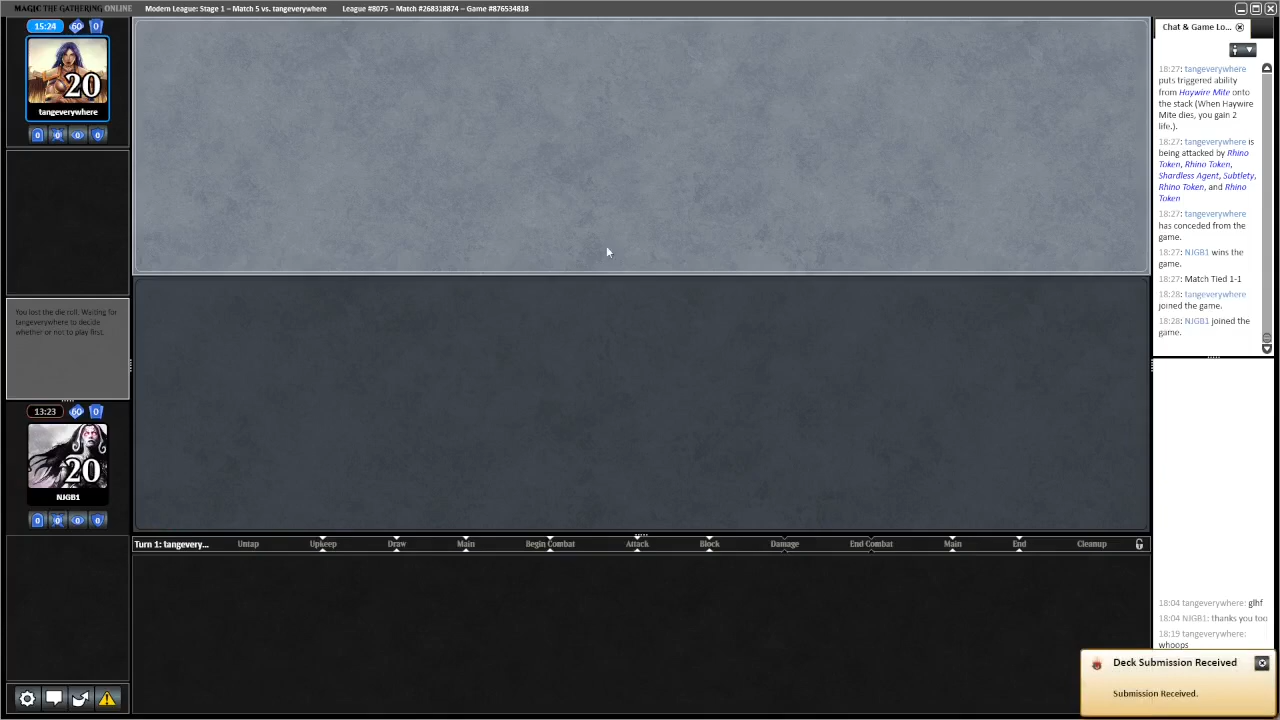 MAGIC THE GATHERING ONLINE
Modern League: Stage 1 – Match 5 vs. tangeverywhere
League #8075 – Match #268318874 – Game #876534818
15:24
60
0
20
tangeverywhere
0
0
0
0
You lost the die roll. Waiting for
tangeverywhere to decide
whether or not to play first.
13:23
60
0
20
NJGB1
0
0
0
0
Turn 1: tangevery...
Untap
Upkeep
Draw
Main
Begin Combat
Attack
Block
Damage
End Combat
Main
End
Cleanup
Chat & Game Lo...
18:27: tangeverywhere
puts triggered ability
from Haywire Mite onto
the stack (When Haywire
Mite dies, you gain 2
life.).
18:27: tangeverywhere is
being attacked by Rhino
Token, Rhino Token,
Shardless Agent, Subtlety,
Rhino Token, and Rhino
Token
18:27: tangeverywhere
has conceded from the
game.
18:27: NJGB1 wins the
game.
18:27: Match Tied 1-1
18:28: tangeverywhere
joined the game.
18:28: NJGB1 joined the
game.
18:04 tangeverywhere: glhf
18:04 NJGB1: thanks you too
18:19 tangeverywhere:
whoops
Deck Submission Received
Submission Received.